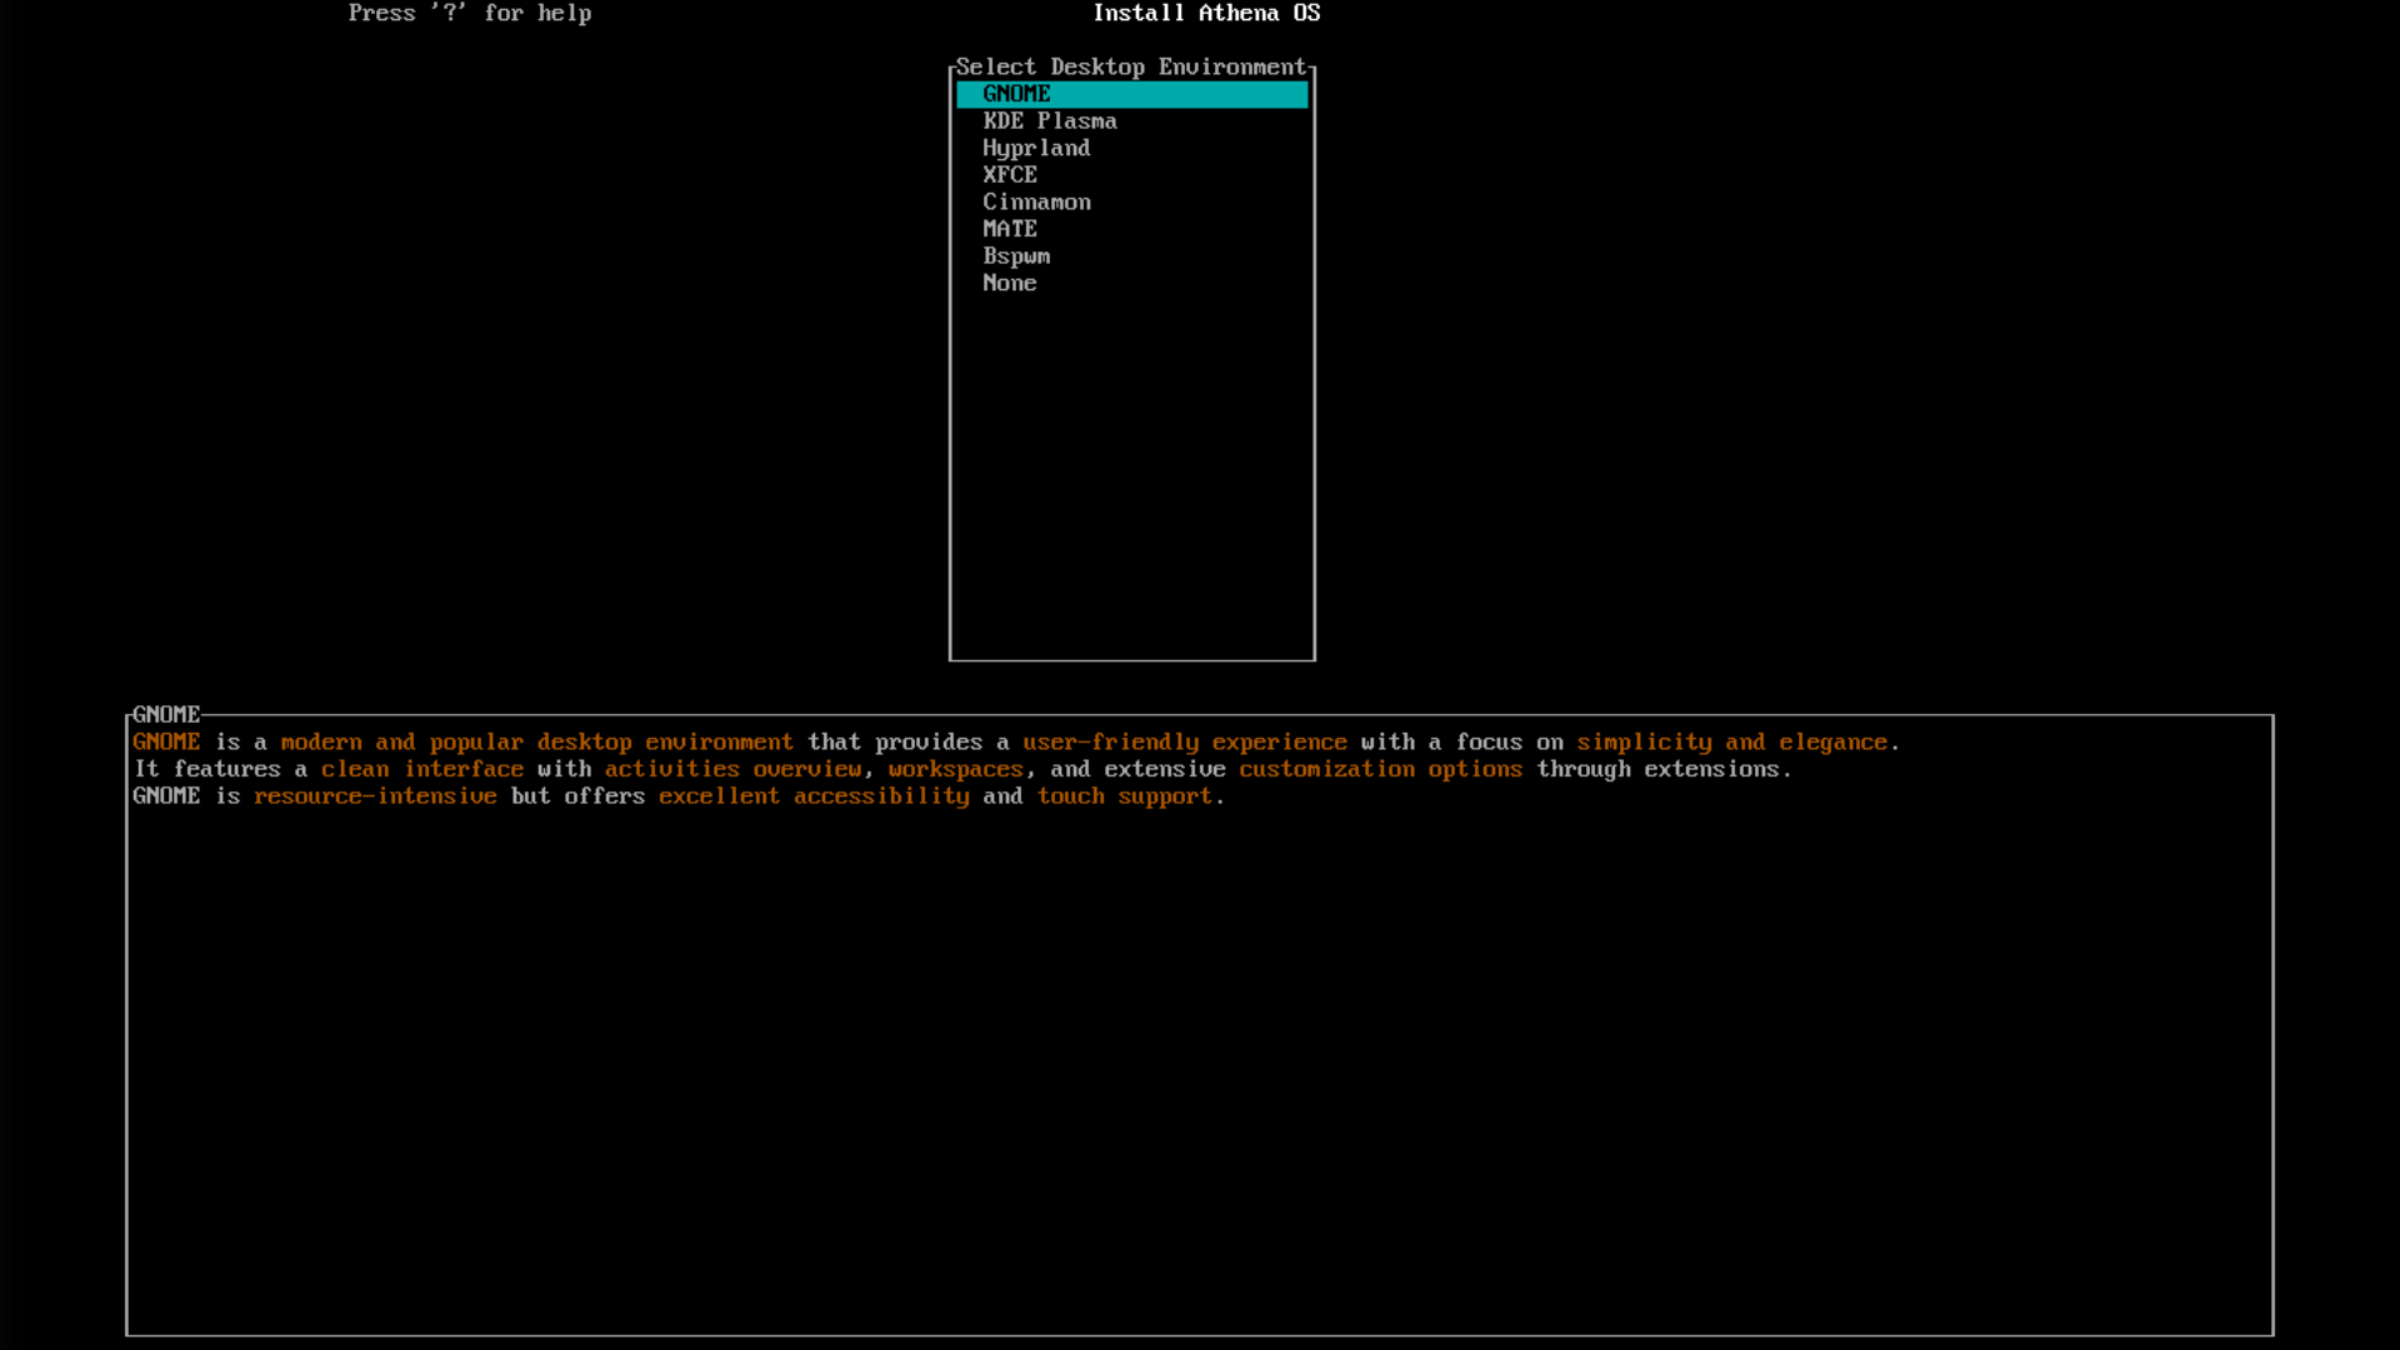 Press '?' for help
Install Athena OS
Select Desktop Environment
GNOME
KDE Plasma
Hyprland
XFCE
Cinnamon
MATE
Bspwm
None
GNOME
GNOME is a modern and popular desktop environment that provides a user-friendly experience with a focus on simplicity and elegance.
It features a clean interface with activities overview, workspaces, and extensive customization options through extensions.
GNOME is resource-intensive but offers excellent accessibility and touch support.